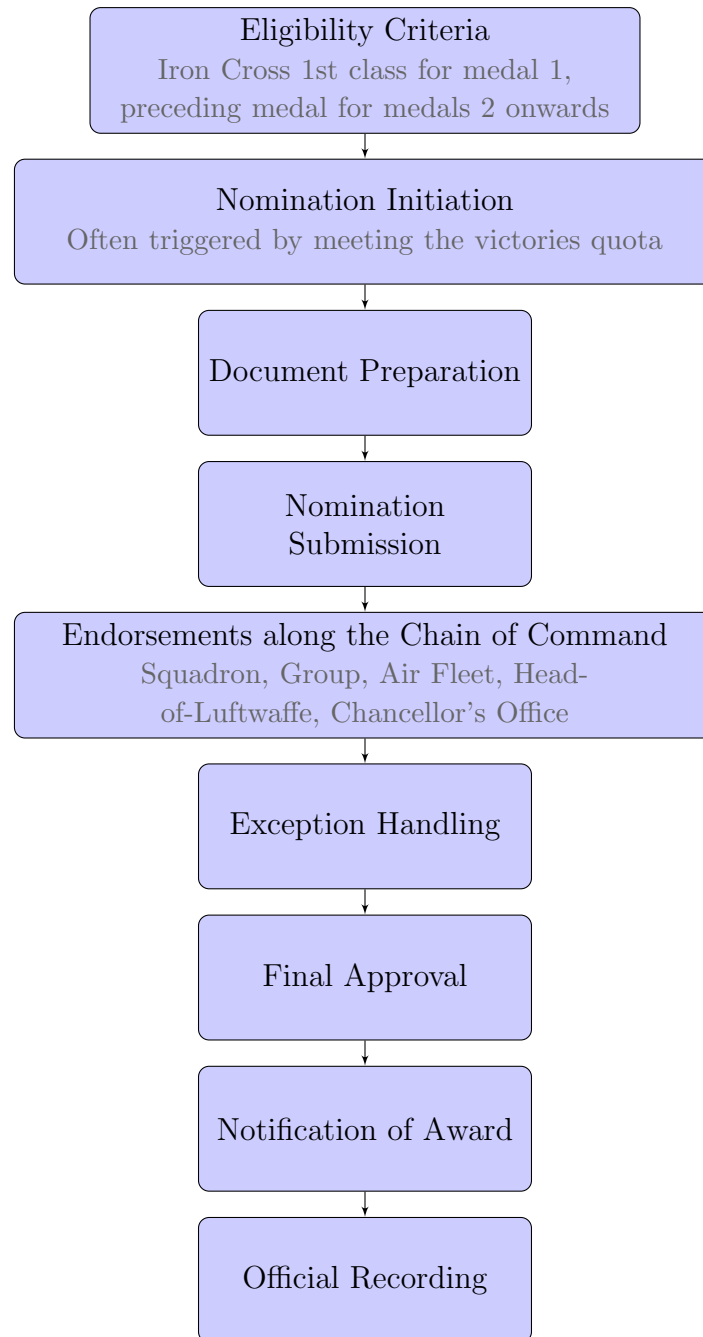 Eligibility Criteria
Iron Cross 1st class for medal 1,
preceding medal for medals 2 onwards
Nomination Initiation
Often triggered by meeting the victories quota
Document Preparation
Nomination
Submission
Endorsements along the Chain of Command
Squadron, Group, Air Fleet, Head-
of-Luftwaffe, Chancellor's Office
Exception Handling
Final Approval
Notification of Award
Official Recording